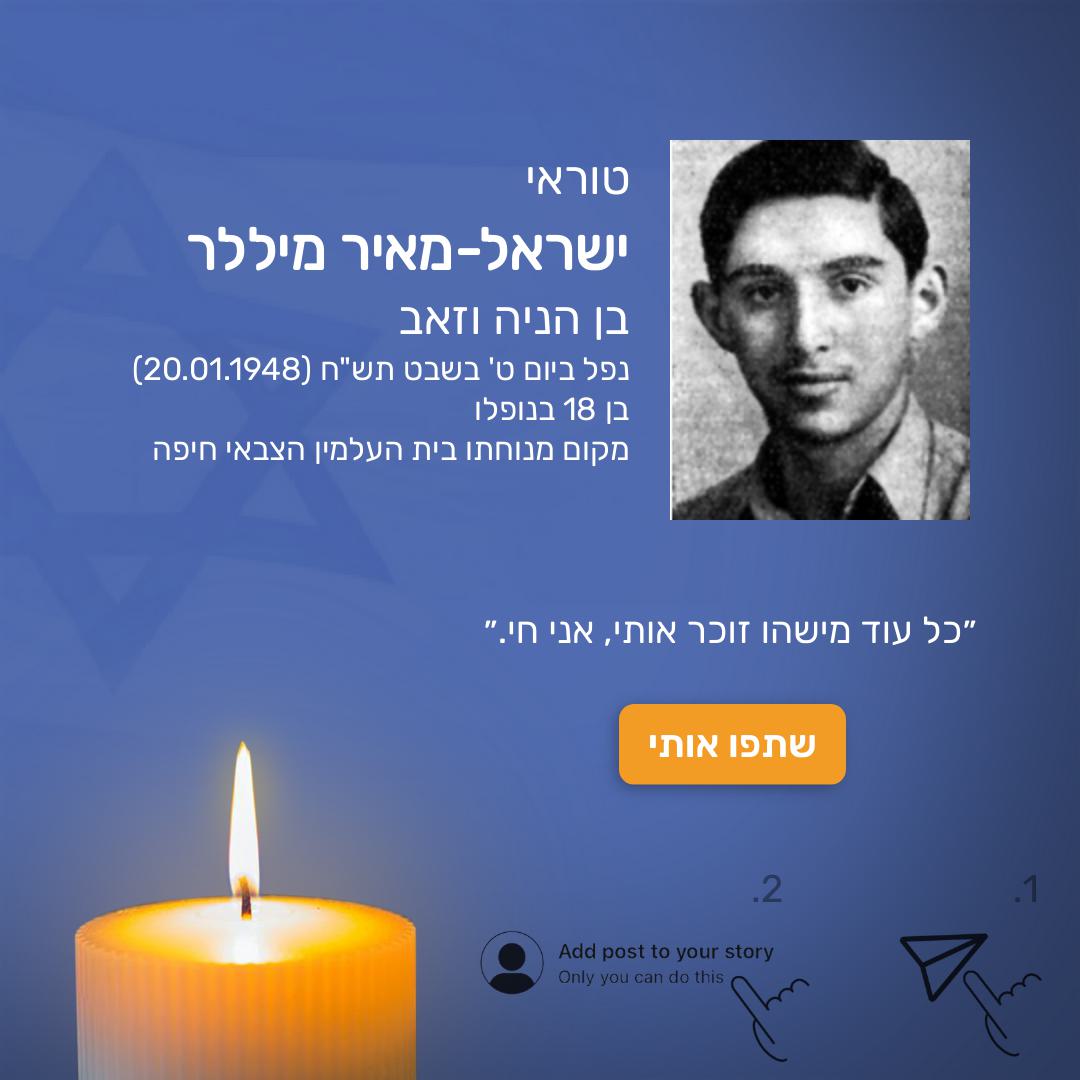 טוראי
ישראל-מאיר מיללר
בן הניה וזאב
נפל ביום ט' בשבט תש"ח (20.01.1948)
בן 18 בנופלו
מקום מנוחתו בית העלמין הצבאי חיפה
״כל עוד מישהו זוכר אותי, אני חי.״
שתפו אותי
.1
.2
Add post to your story
Only you can do this